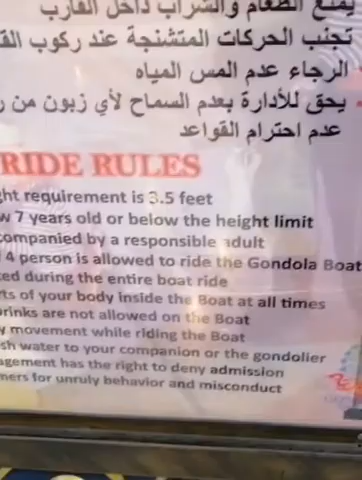 يمنع الطعام والشراب داخل القارب
تجنب الحركات المتشنجة عند ركوب
الرجاء عدم المس المياه
يحق للأدارة بعدم السماح لأي زبون من
عدم احترام القواعد
RIDE RULES
ght requirement is 3.5 feet
w 7 years old or below the height limit
companied by a responsible adult
4 person is allowed to ride the Gondola Boat
ed during the entire boat ride
ts of your body inside the Boat at all times
rinks are not allowed on the Boat
y movement while riding the Boat
sh water to your companion or the gondolier
agement has the right to deny admission
mers for unruly behavior and misconduct